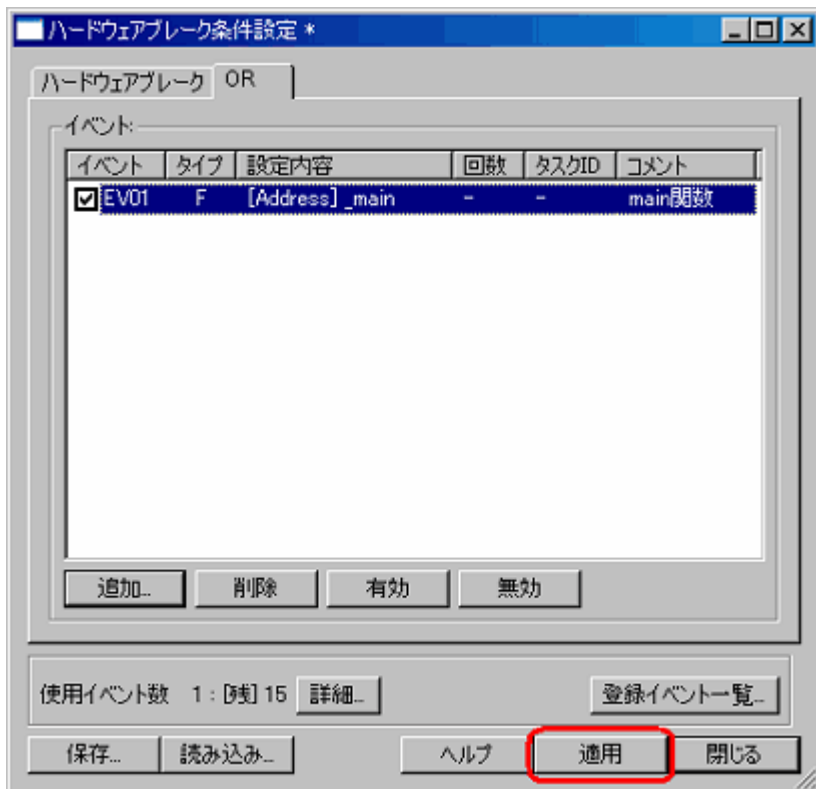 ハードウェアブレーク条件設定 *
ハードウェアブレーク OR
イベント:
イベント タイプ 設定内容 回数 タスクID コメント
EV01 F [Address] _main - - main関数
追加... 削除 有効 無効
使用イベント数 1 : [残] 15 詳細... 登録イベント一覧...
保存... 読み込み... ヘルプ 適用 閉じる